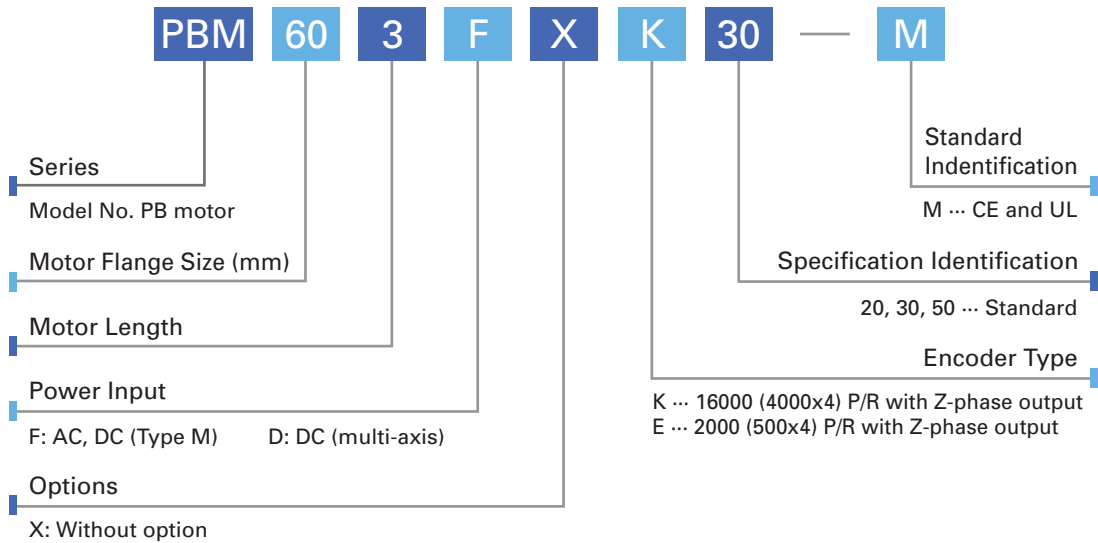 PBM 60 3 F X K 30 — M
Series
Model No. PB motor
Motor Flange Size (mm)
Motor Length
Power Input
F: AC, DC (Type M) D: DC (multi-axis)
Options
X: Without option
Standard
Indentification
M ··· CE and UL
Specification Identification
20, 30, 50 ··· Standard
Encoder Type
K ··· 16000 (4000x4) P/R with Z-phase output
E ··· 2000 (500x4) P/R with Z-phase output